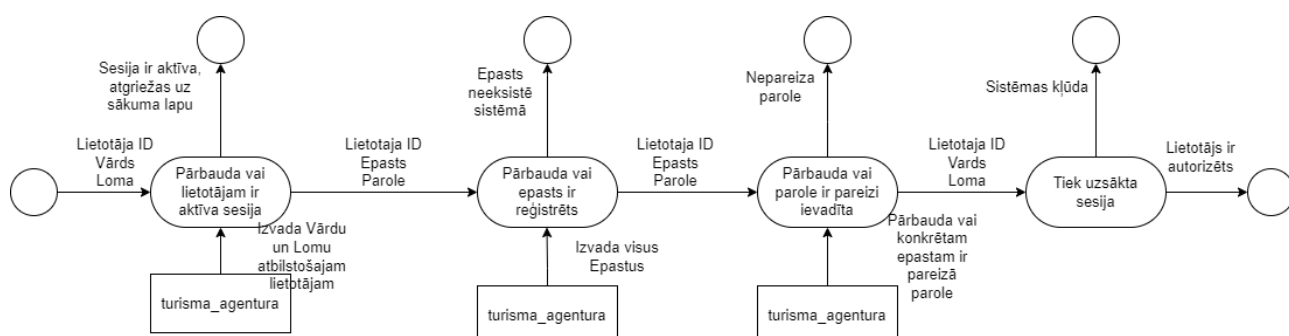 Sesija ir aktīva,
atgriežas uz
sākuma lapu
Epasts
neeksistē
sistēmā
Nepareiza
parole
Sistēmas kļūda
Lietotāja ID
Vārds
Loma
Pārbauda vai
lietotājam ir
aktīva sesija
Lietotaja ID
Epasts
Parole
Pārbauda vai
epasts ir
reģistrēts
Lietotaja ID
Epasts
Parole
Pārbauda vai
parole ir pareizi
ievadīta
Lietotaja ID
Vards
Loma
Tiek uzsākta
sesija
Lietotājs ir
autorizēts
Izvada Vārdu
un Lomu
atbilstošajam
lietotājam
Izvada visus
Epastus
Pārbauda vai
konkrētam
epastam ir
pareizā
parole
turisma_agentura
turisma_agentura
turisma_agentura